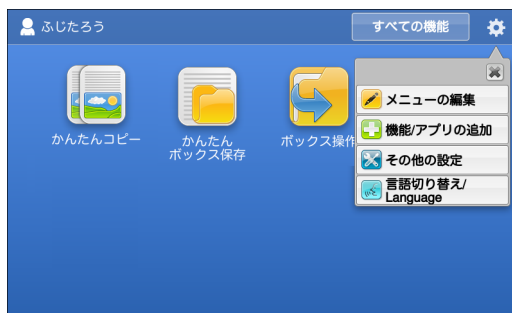 ふじたろう
すべての機能
かんたんコピー
かんたん
ボックス保存
ボックス操作
メニューの編集
機能/アプリの追加
その他の設定
言語切り替え/
Language